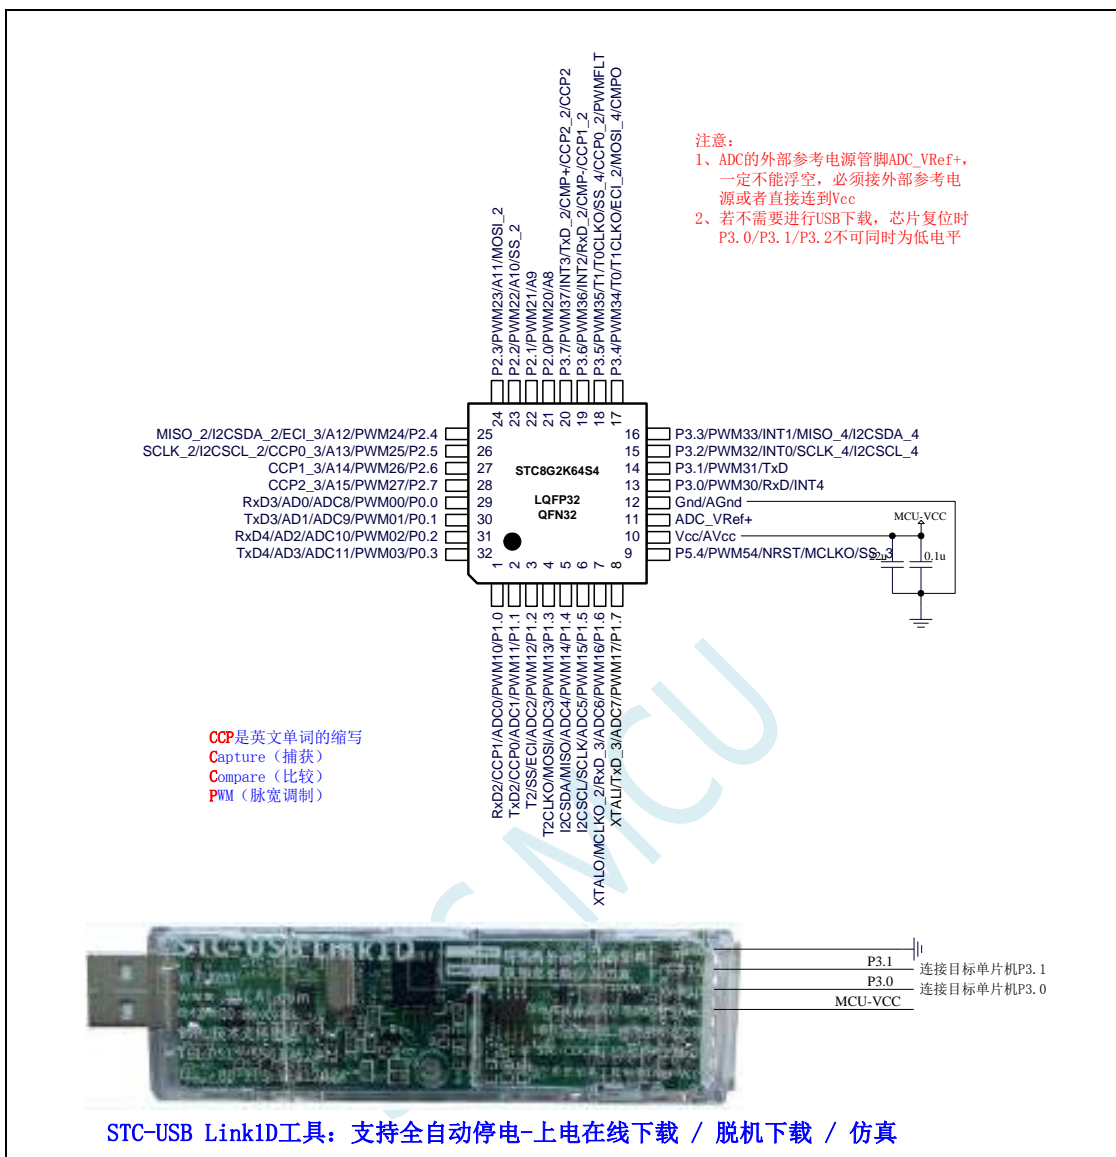 P2.3/PWM23/A11/MOSI_2
P2.2/PWM22/A10/SS_2
P2.1/PWM21/A9
P2.0/PWM20/A8
P3.7/PWM37/INT3/TxD_2/CMP+/CCP2_2/CCP2
P3.6/PWM36/INT2/RxD_2/CMP-/CCP1_2
P3.5/PWM35/T1/T0CLKO/SS_4/CCP0_2/PWMFLT
P3.4/PWM34/T0/T1CLKO/ECI_2/MOSI_4/CMPO
注意:
1、ADC的外部参考电源管脚ADC_VRef+,
一定不能浮空，必须接外部参考电
源或者直接连到Vcc
2、若不需要进行USB下载，芯片复位时
P3.0/P3.1/P3.2不可同时为低电平
24 23 22 21 20 19 18 17
MISO_2/I2CSDA_2/ECI_3/A12/PWM24/P2.4 25
SCLK_2/I2CSCL_2/CCP0_3/A13/PWM25/P2.5 26
CCP1_3/A14/PWM26/P2.6 27
CCP2_3/A15/PWM27/P2.7 28
RxD3/AD0/ADC8/PWM00/P0.0 29
TxD3/AD1/ADC9/PWM01/P0.1 30
RxD4/AD2/ADC10/PWM02/P0.2 31
TxD4/AD3/ADC11/PWM03/P0.3 32
STC8G2K64S4
LQFP32
QFN32
16 P3.3/PWM33/INT1/MISO_4/I2CSDA_4
15 P3.2/PWM32/INT0/SCLK_4/I2CSCL_4
14 P3.1/PWM31/TxD
13 P3.0/PWM30/RxD/INT4
12 Gnd/AGnd
11 ADC_VRef+
10 Vcc/AVcc
9 P5.4/PWM54/NRST/MCLKO/SS_3
MCU-VCC
22u 0.1u
1 2 3 4 5 6 7 8
RxD2/CCP1/ADC0/PWM10/P1.0
TxD2/CCP0/ADC1/PWM11/P1.1
T2/SS/ECI/ADC2/PWM12/P1.2
T2CLKO/MOSI/ADC3/PWM13/P1.3
I2CSDA/MISO/ADC4/PWM14/P1.4
I2CSCL/SCLK/ADC5/PWM15/P1.5
XTALO/MCLKO_2/RxD_3/ADC6/PWM16/P1.6
XTALI/TxD_3/ADC7/PWM17/P1.7
CCP是英文单词的缩写
Capture（捕获）
Compare（比较）
PWM（脉宽调制）
MCU
STC-USB Link1D
P3.1 连接目标单片机P3.1
P3.0 连接目标单片机P3.0
MCU-VCC
STC-USB Link1D工具：支持全自动停电-上电在线下载 / 脱机下载 / 仿真